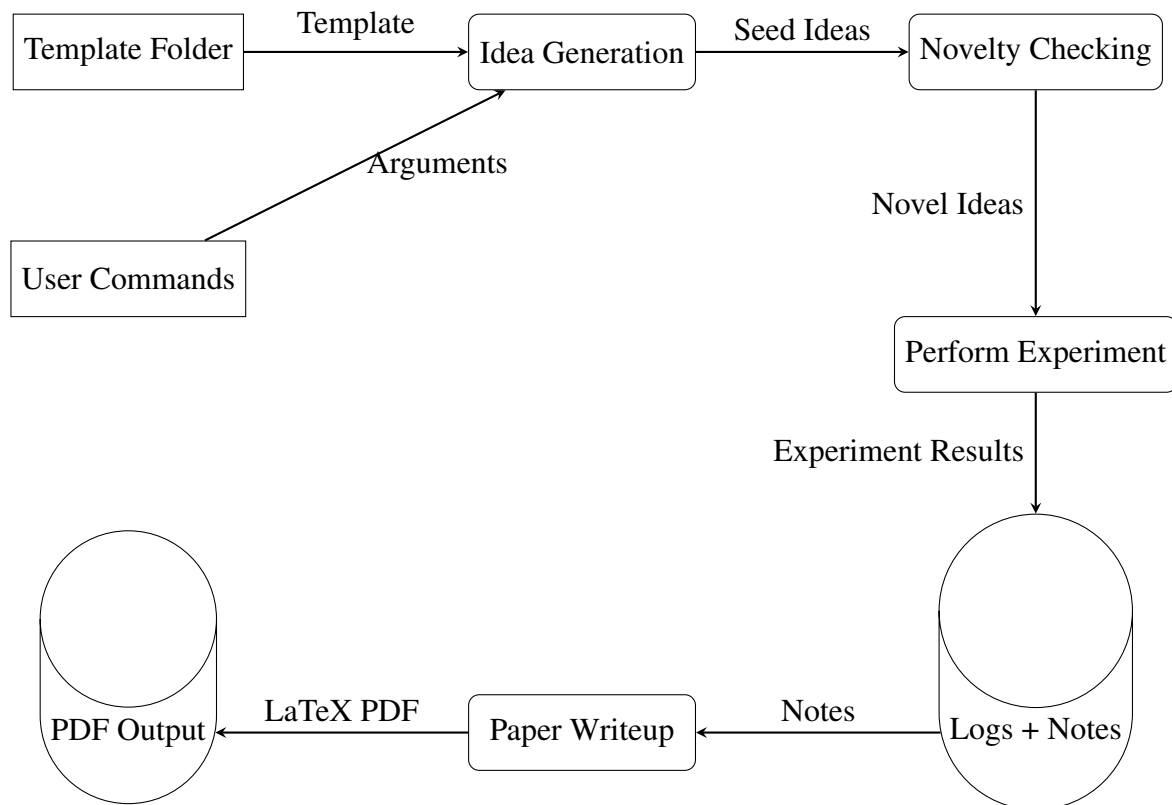 Template Folder
Template
Idea Generation
Seed Ideas
Novelty Checking
Arguments
Novel Ideas
User Commands
Perform Experiment
Experiment Results
PDF Output
LaTeX PDF
Paper Writeup
Notes
Logs + Notes